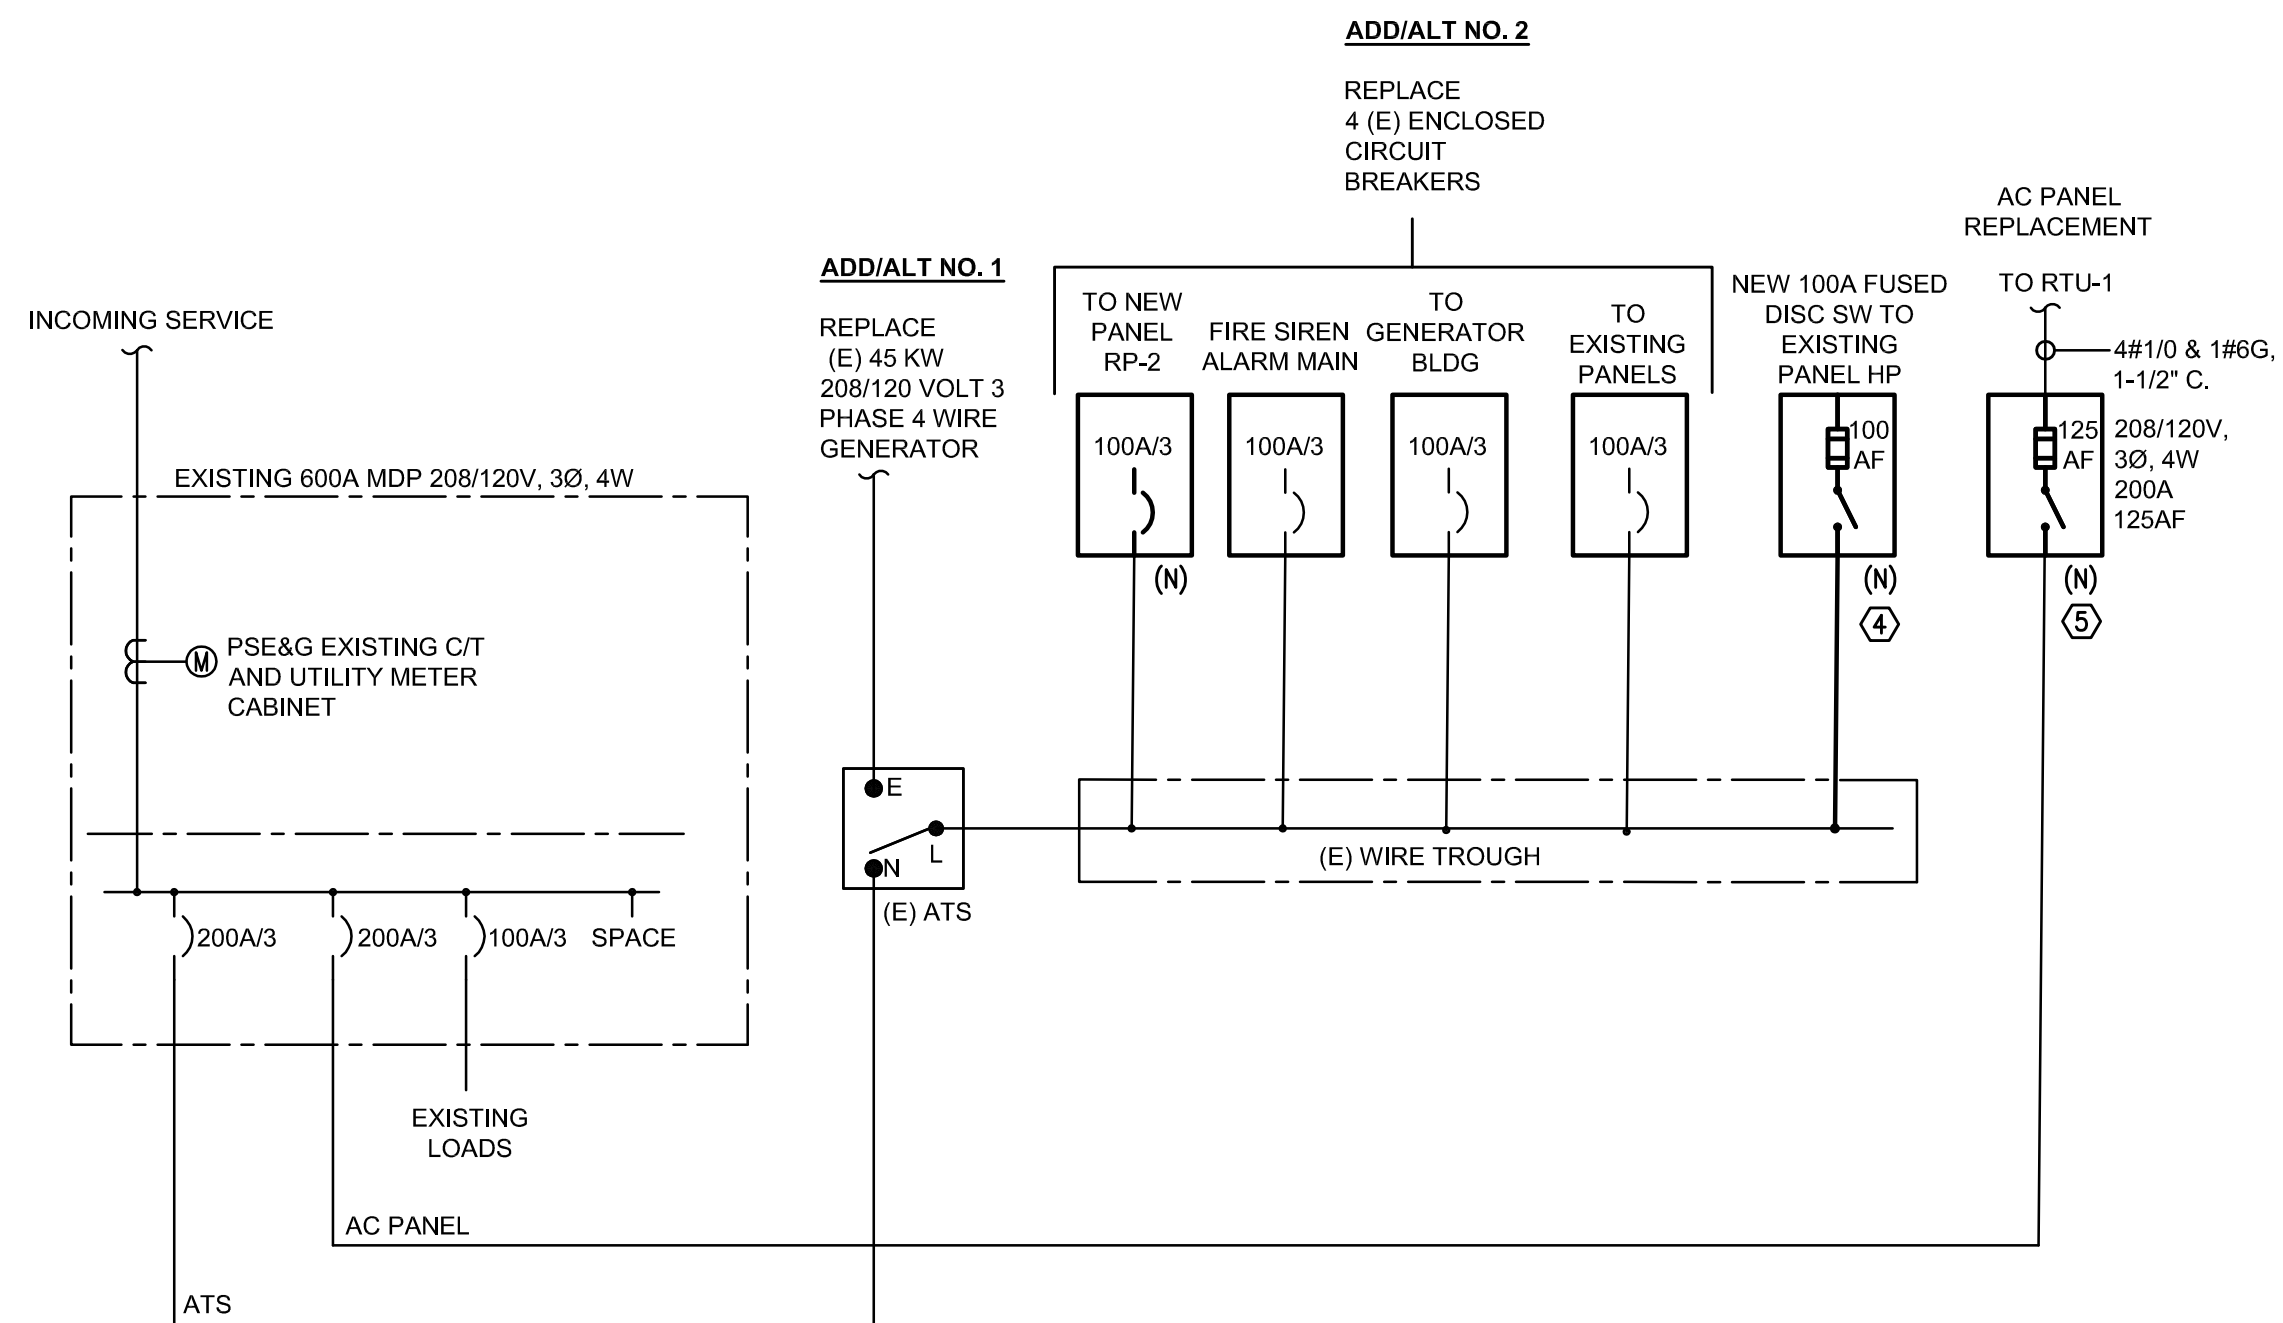 ADD/ALT NO. 2
REPLACE
4 (E) ENCLOSED
CIRCUIT
BREAKERS
AC PANEL
REPLACEMENT
TO RTU-1
4#1/0 & 1#6G,
1-1/2" C.
ADD/ALT NO. 1
REPLACE
(E) 45 KW
208/120 VOLT 3
PHASE 4 WIRE
GENERATOR
TO NEW
PANEL
RP-2
FIRE SIREN
ALARM MAIN
TO
GENERATOR
BLDG
TO
EXISTING
PANELS
NEW 100A FUSED
DISC SW TO
EXISTING
PANEL HP
100A/3
100A/3
100A/3
100A/3
100
AF
125
AF
208/120V,
3Ø, 4W
200A
125AF
(N)
(N)
4
(N)
5
INCOMING SERVICE
EXISTING 600A MDP 208/120V, 3Ø, 4W
M
PSE&G EXISTING C/T
AND UTILITY METER
CABINET
E
L
N
(E) ATS
(E) WIRE TROUGH
200A/3
200A/3
100A/3
SPACE
EXISTING
LOADS
AC PANEL
ATS